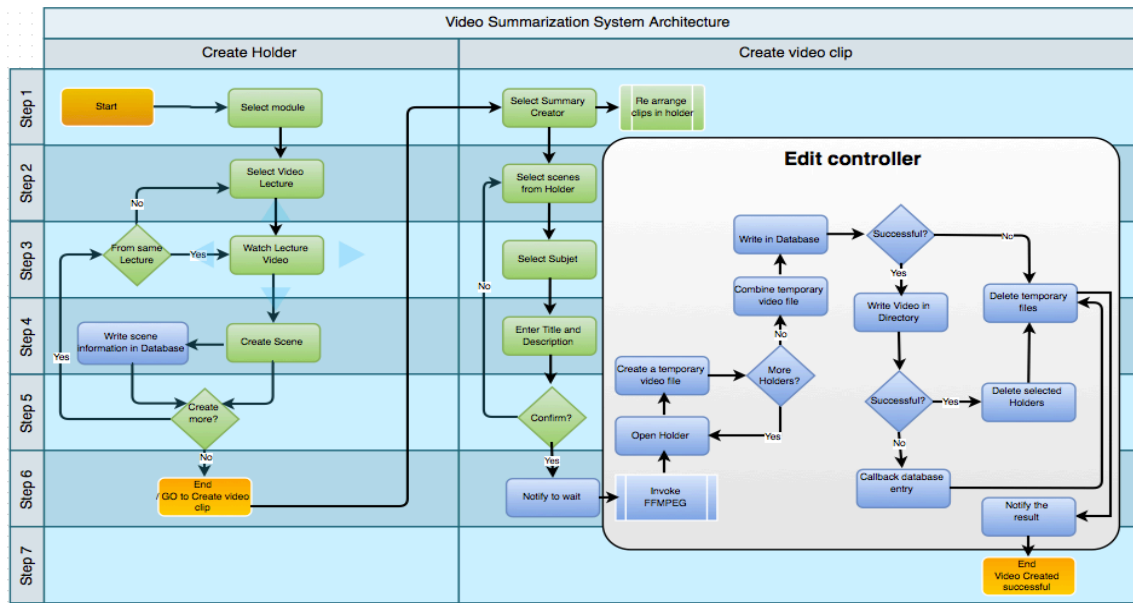 Video Summarization System Architecture
Create Holder
Create video clip
Step 1
Start
Select module
Select Summary
Creator
Re arrange
clips in holder
Step 2
Select Video
Lecture
No
Select scenes
from Holder
Edit controller
Step 3
From same
Lecture
Yes
Watch Lecture
Video
No
Select Subjet
Write in Database
Successful?
No
Yes
Combine temporary
video file
Delete temporary
files
Step 4
Write scene
information in Database
Create Scene
Yes
Enter Title and
Description
Write Video in
Directory
No
Create a temporary
video file
More
Holders?
Step 5
Create
more?
No
Confirm?
Yes
Open Holder
Yes
Successful?
Yes
Delete selected
Holders
No
Step 6
End
/ GO to Create video
clip
Notify to wait
Invoke
FFMPEG
Callback database
entry
Notify the
result
Step 7
End
Video Created
successful